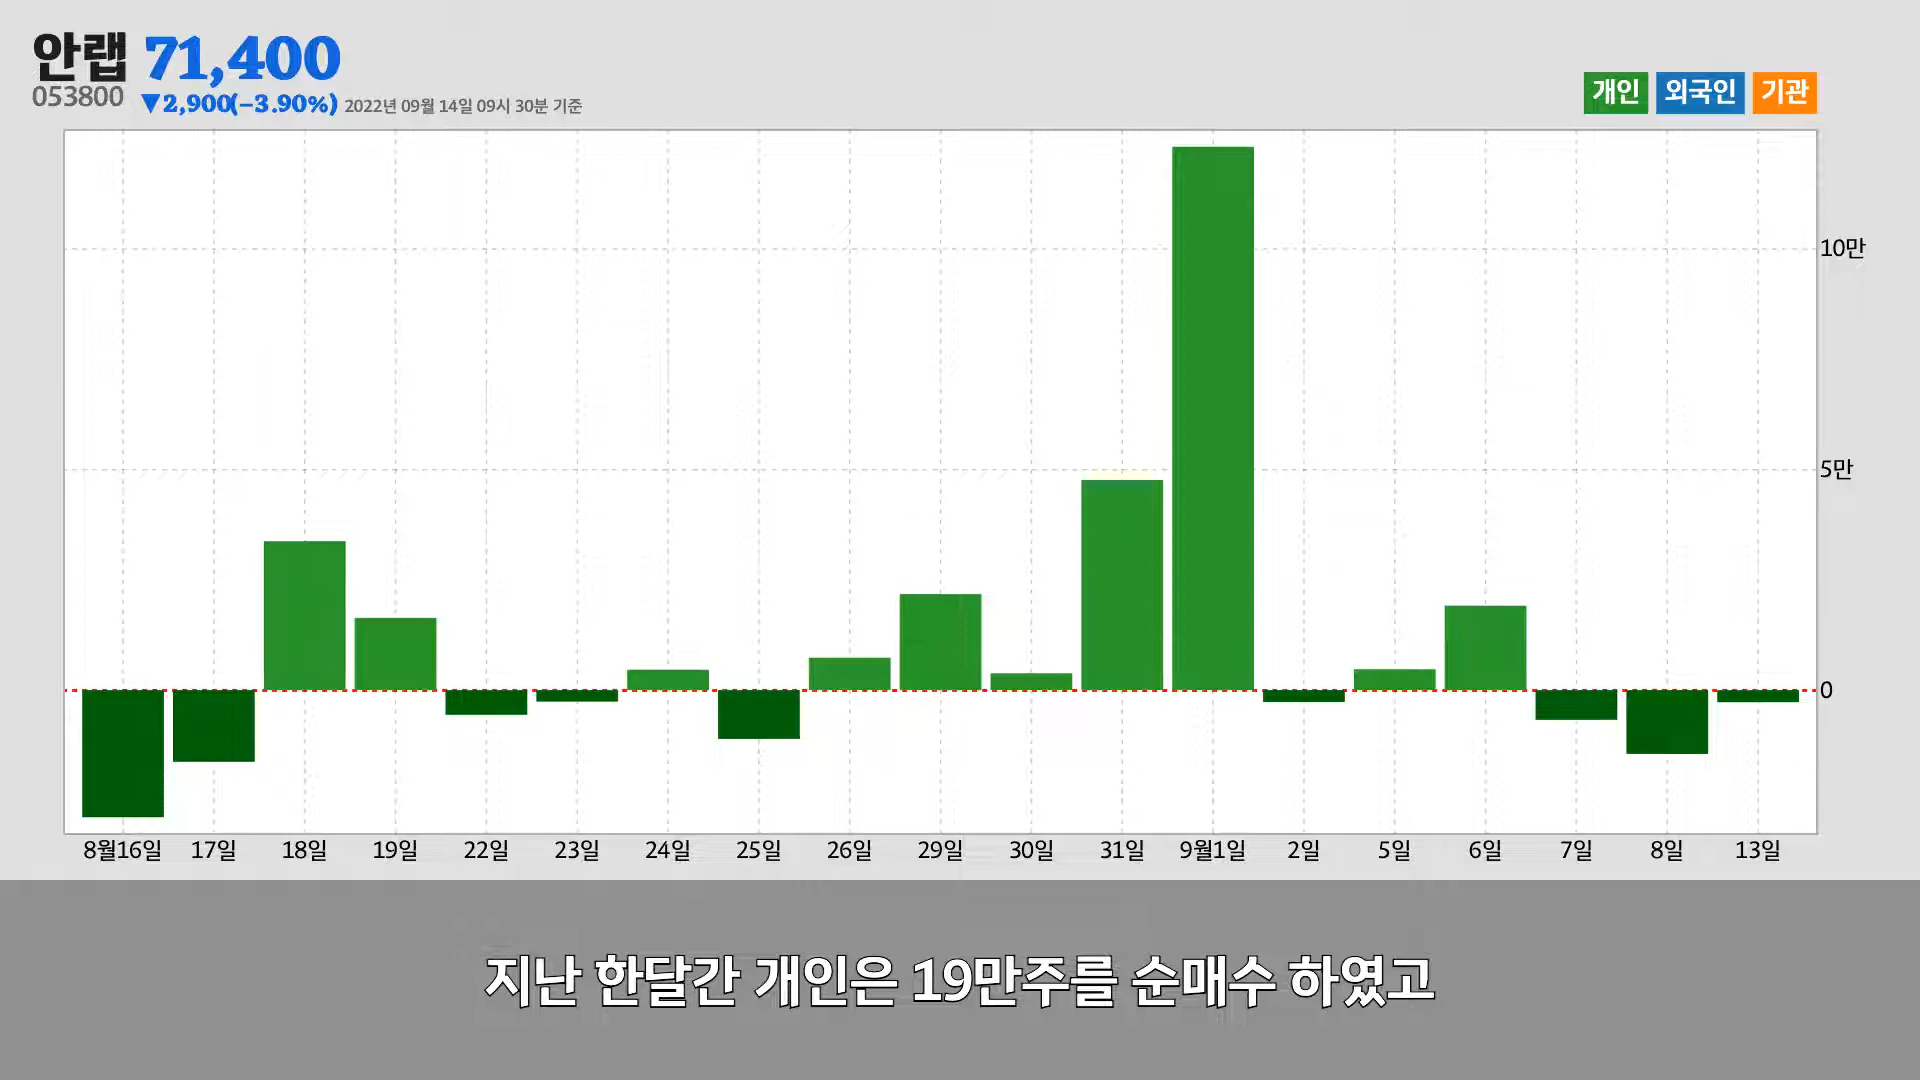 안랩 71,400
053800 ▼2,900(−3.90%) 2022년 09월 14일 09시 30분 기준
개인 외국인 기관
10만
5만
0
8월16일 17일 18일 19일 22일 23일 24일 25일 26일 29일 30일 31일 9월1일 2일 5일 6일 7일 8일 13일
지난 한달간 개인은 19만주를 순매수 하였고